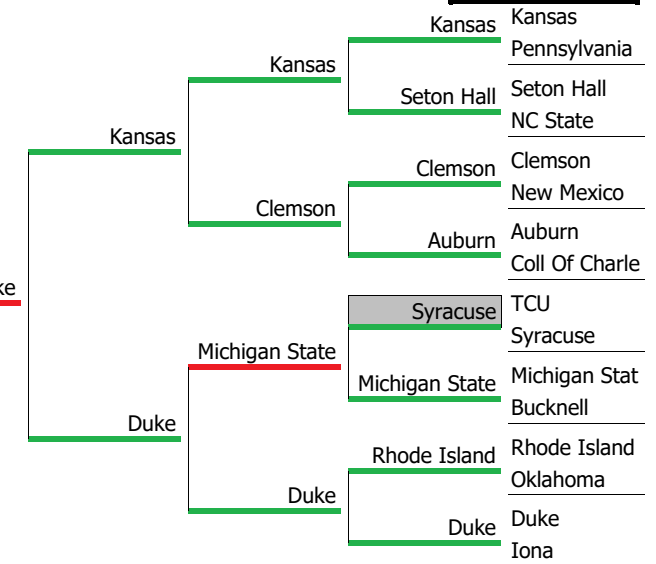 Kansas
Kansas
Pennsylvania
Kansas
Seton Hall
Seton Hall
NC State
Kansas
Clemson
Clemson
New Mexico
Clemson
Auburn
Auburn
Coll Of Charle
ke
Syracuse
TCU
Syracuse
Michigan State
Michigan State
Michigan Stat
Bucknell
Duke
Rhode Island
Rhode Island
Oklahoma
Duke
Duke
Duke
Iona